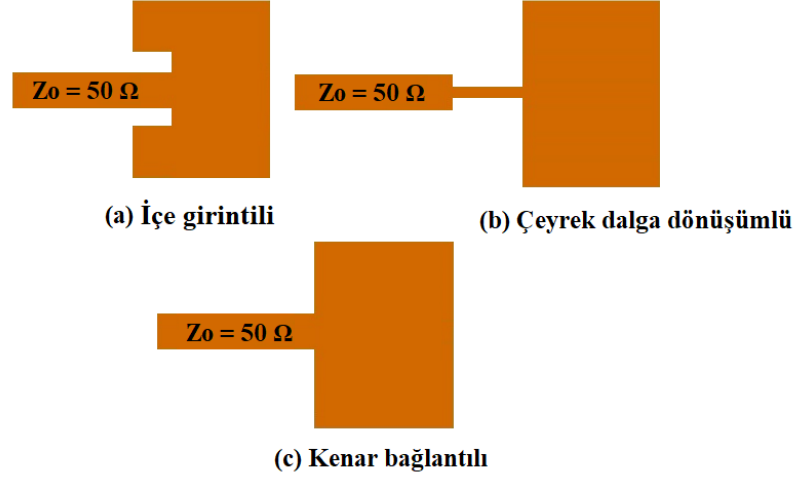 Zo = 50 Ω
Zo = 50 Ω
(a) İçe girintili
(b) Çeyrek dalga dönüşümlü
Zo = 50 Ω
(c) Kenar bağlantılı